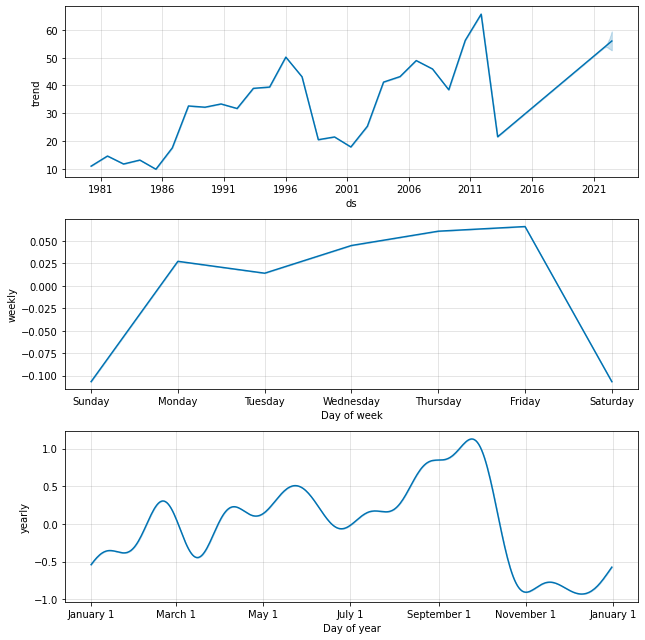 60
50
40
30
20
10
trend
1981 1986 1991 1996 2001 2006 2011 2016 2021
ds
0.050
0.025
0.000
−0.025
−0.050
−0.075
−0.100
weekly
Sunday Monday Tuesday Wednesday Thursday Friday Saturday
Day of week
1.0
0.5
0.0
−0.5
−1.0
yearly
January 1 March 1 May 1 July 1 September 1 November 1 January 1
Day of year